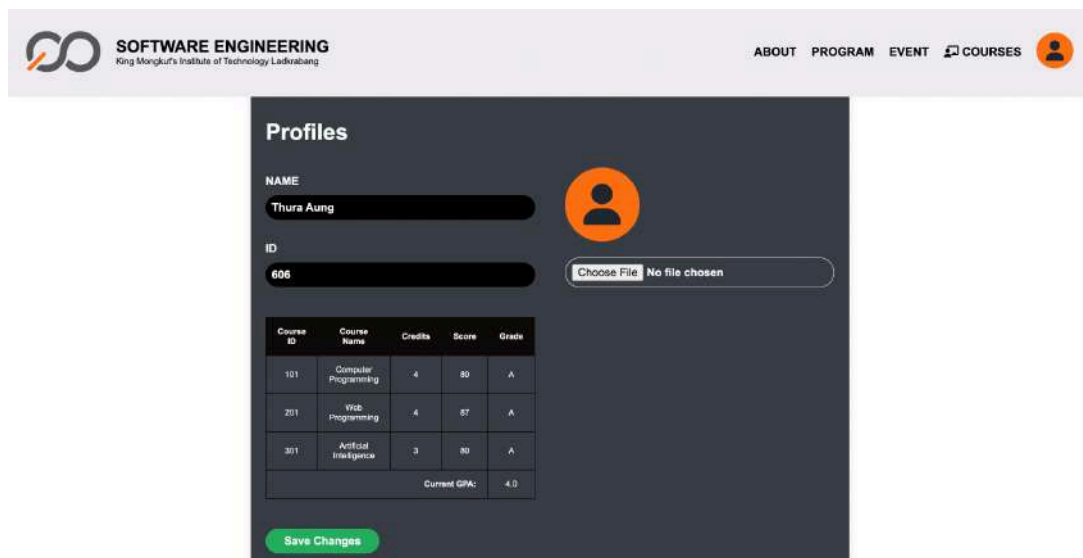 SOFTWARE ENGINEERING
King Mongkut's Institute of Technology Ladkrabang
ABOUT PROGRAM EVENT COURSES
Profiles
NAME
Thura Aung
ID
606
Choose File No file chosen
Course ID Course Name Credits Score Grade
101 Computer Programming 4 80 A
201 Web Programming 4 87 A
301 Artificial Intelligence 3 80 A
Current GPA: 4.0
Save Changes